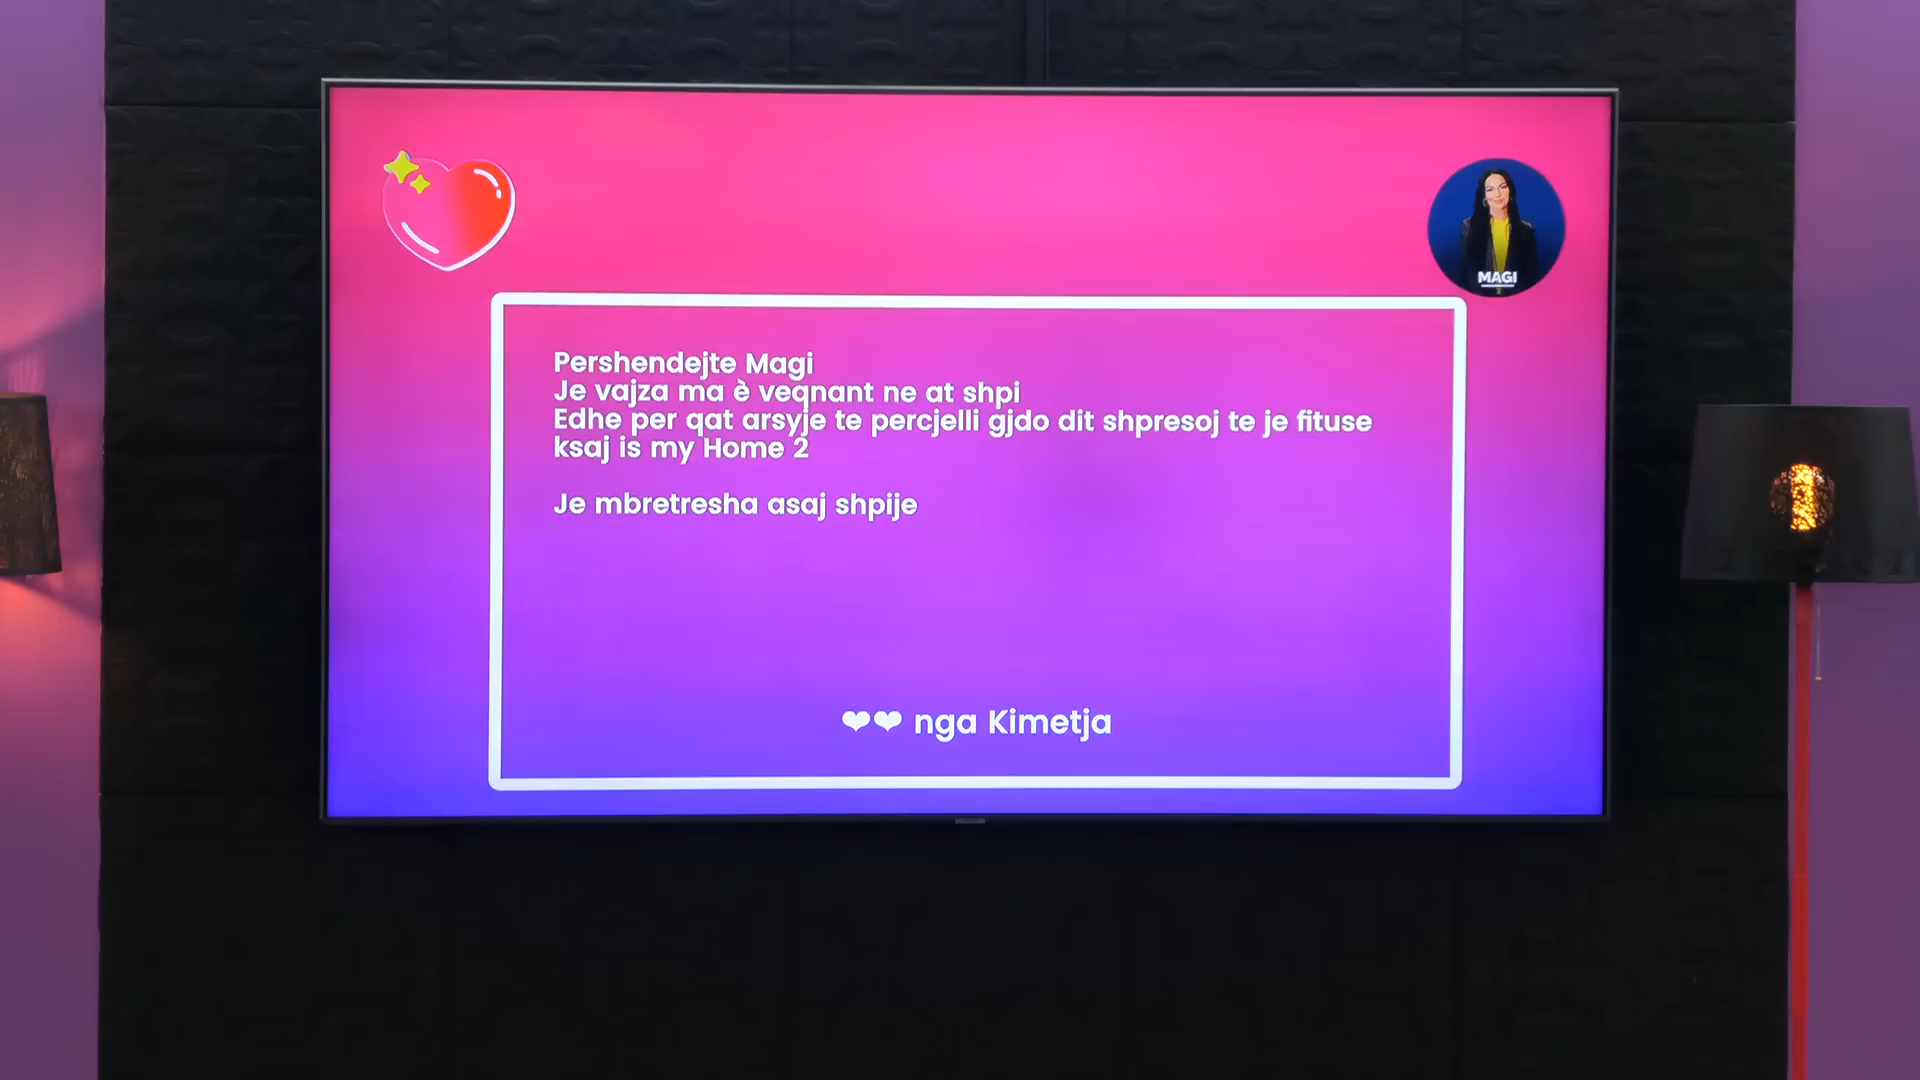 MAGI
Pershendejte Magi
Je vajza ma è veqnant ne at shpi
Edhe per qat arsyje te percjelli gjdo dit shpresoj te je fituse
ksaj is my Home 2
Je mbretresha asaj shpije
❤❤ nga Kimetja